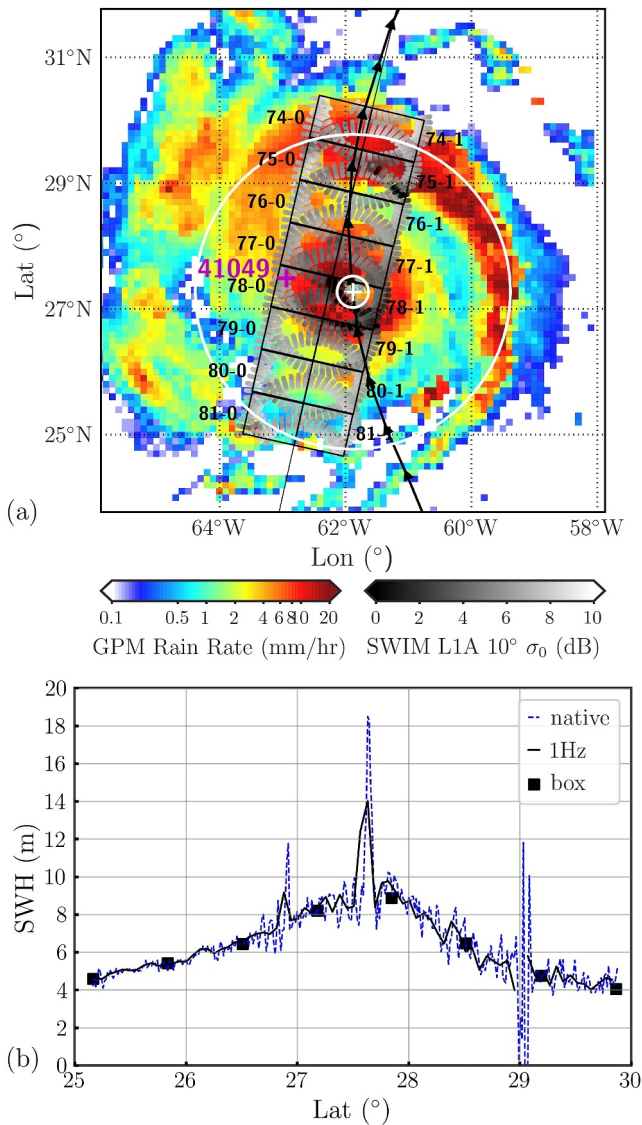 31°N
29°N
27°N
25°N
Lat (°)
74-0
74-1
75-0
75-1
76-0
76-1
77-0
77-1
41049
78-0
78-1
79-0
79-1
80-0
80-1
81-0
81-1
(a)
64°W 62°W 60°W 58°W
Lon (°)
0.1 0.5 1 2 4 6 8 10 20
GPM Rain Rate (mm/hr)
0 2 4 6 8 10
SWIM L1A 10° σ₀ (dB)
20
18
16
14
12
10
8
6
4
2
0
SWH (m)
native
1Hz
box
(b)
25 26 27 28 29 30
Lat (°)